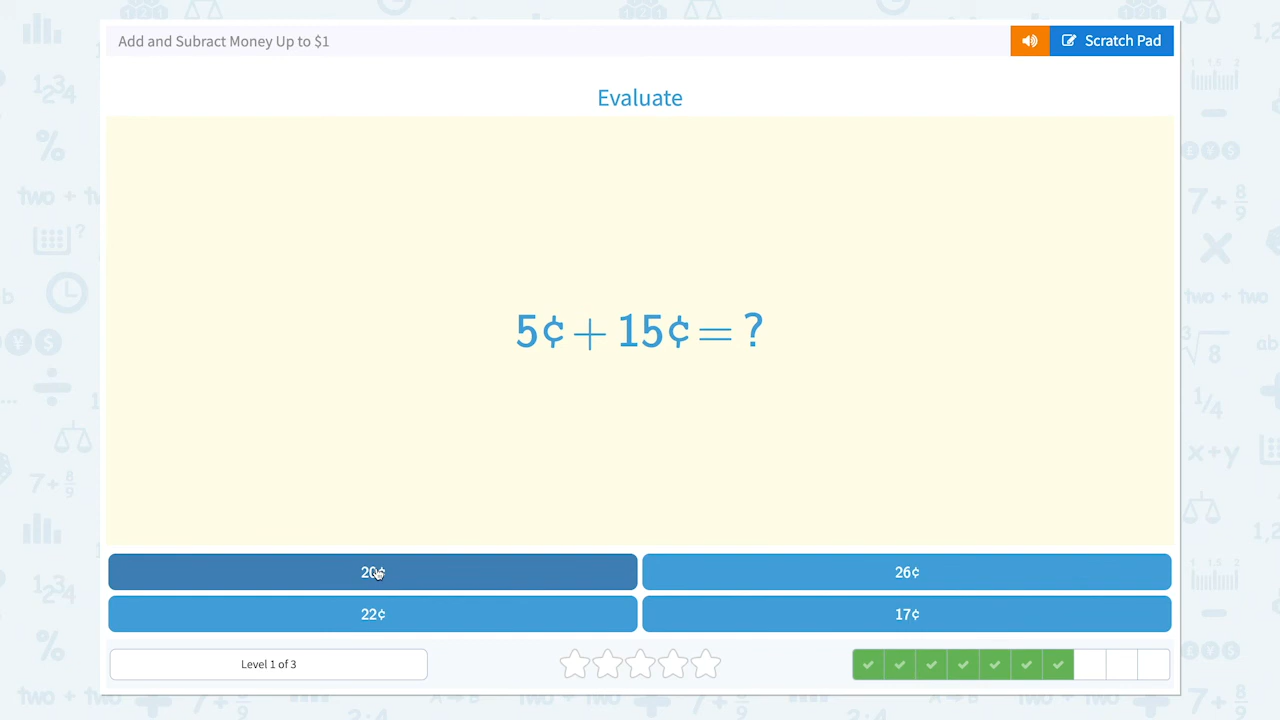 Add and Subract Money Up to $1
Scratch Pad
Evaluate
5¢ + 15¢ = ?
20¢
26¢
22¢
17¢
Level 1 of 3